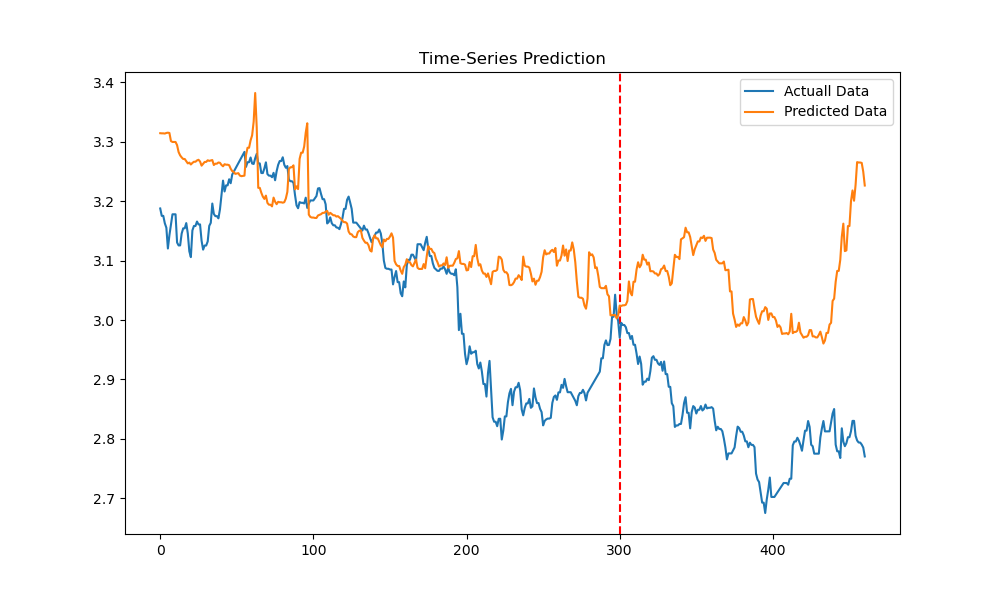 Time-Series Prediction
Actuall Data
Predicted Data
3.4
3.3
3.2
3.1
3.0
2.9
2.8
2.7
0 100 200 300 400